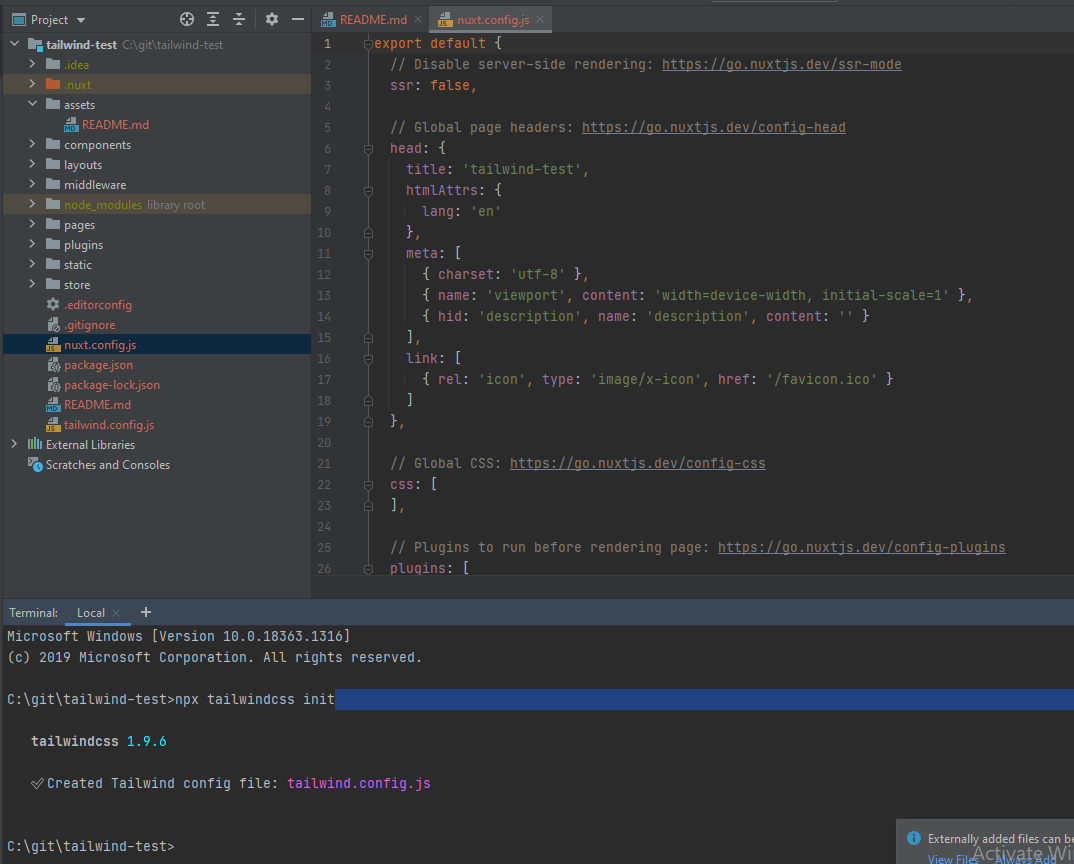 Project
README.md
nuxt.config.js
tailwind-test C:\git\tailwind-test
.idea
.nuxt
assets
README.md
components
layouts
middleware
node_modules library root
pages
plugins
static
store
.editorconfig
.gitignore
nuxt.config.js
package.json
package-lock.json
README.md
tailwind.config.js
External Libraries
Scratches and Consoles
1 export default {
2 // Disable server-side rendering: https://go.nuxtjs.dev/ssr-mode
3 ssr: false,
4
5 // Global page headers: https://go.nuxtjs.dev/config-head
6 head: {
7 title: 'tailwind-test',
8 htmlAttrs: {
9 lang: 'en'
10 },
11 meta: [
12 { charset: 'utf-8' },
13 { name: 'viewport', content: 'width=device-width, initial-scale=1' },
14 { hid: 'description', name: 'description', content: '' }
15 ],
16 link: [
17 { rel: 'icon', type: 'image/x-icon', href: '/favicon.ico' }
18 ]
19 },
20
21 // Global CSS: https://go.nuxtjs.dev/config-css
22 css: [
23 ],
24
25 // Plugins to run before rendering page: https://go.nuxtjs.dev/config-plugins
26 plugins: [
Terminal: Local
Microsoft Windows [Version 10.0.18363.1316]
(c) 2019 Microsoft Corporation. All rights reserved.
C:\git\tailwind-test>npx tailwindcss init
tailwindcss 1.9.6
Created Tailwind config file: tailwind.config.js
C:\git\tailwind-test>
Externally added files can be
View Files Always Add
Activate Wi